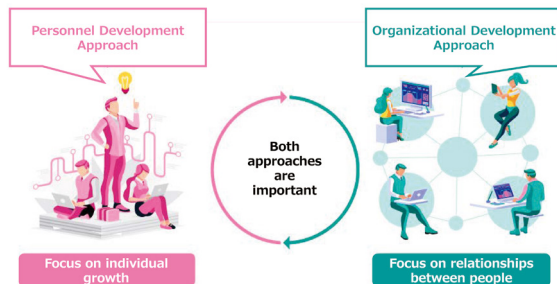 Personnel Development
Approach
Organizational Development
Approach
Both
approaches
are
important
Focus on individual
growth
Focus on relationships
between people